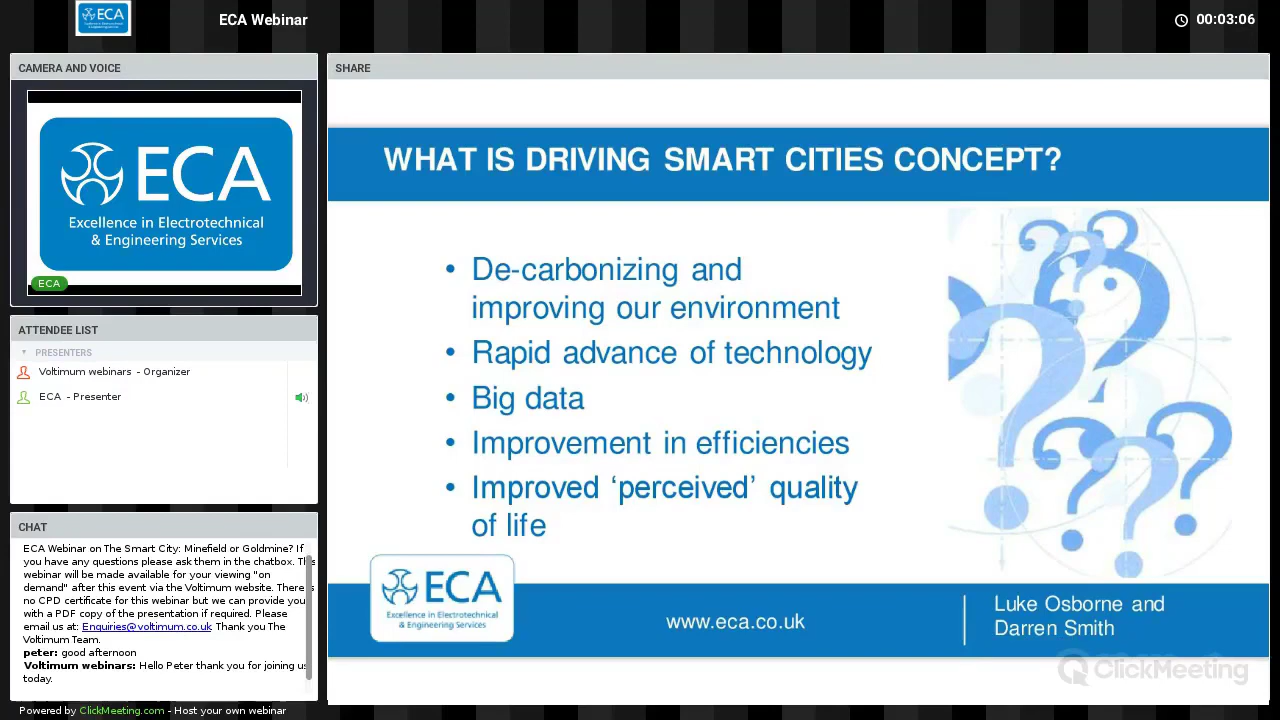 ECA
ECA Webinar
00:03:06
CAMERA AND VOICE
ECA
Excellence in Electrotechnical
& Engineering Services
ECA
ATTENDEE LIST
PRESENTERS
Voltimum webinars - Organizer
ECA - Presenter
CHAT
ECA Webinar on The Smart City: Minefield or Goldmine? If
you have any questions please ask them in the chatbox. This
webinar will be made available for your viewing "on
demand" after this event via the Voltimum website. There is
no CPD certificate for this webinar but we can provide you
with a PDF copy of the presentation if required. Please
email us at: Enquiries@voltimum.co.uk Thank you The
Voltimum Team.
peter: good afternoon
Voltimum webinars: Hello Peter thank you for joining us
today.
Powered by ClickMeeting.com - Host your own webinar
SHARE
WHAT IS DRIVING SMART CITIES CONCEPT?
• De-carbonizing and
improving our environment
• Rapid advance of technology
• Big data
• Improvement in efficiencies
• Improved ‘perceived’ quality
of life
ECA
Excellence in Electrotechnical
& Engineering Services
www.eca.co.uk
Luke Osborne and
Darren Smith
ClickMeeting